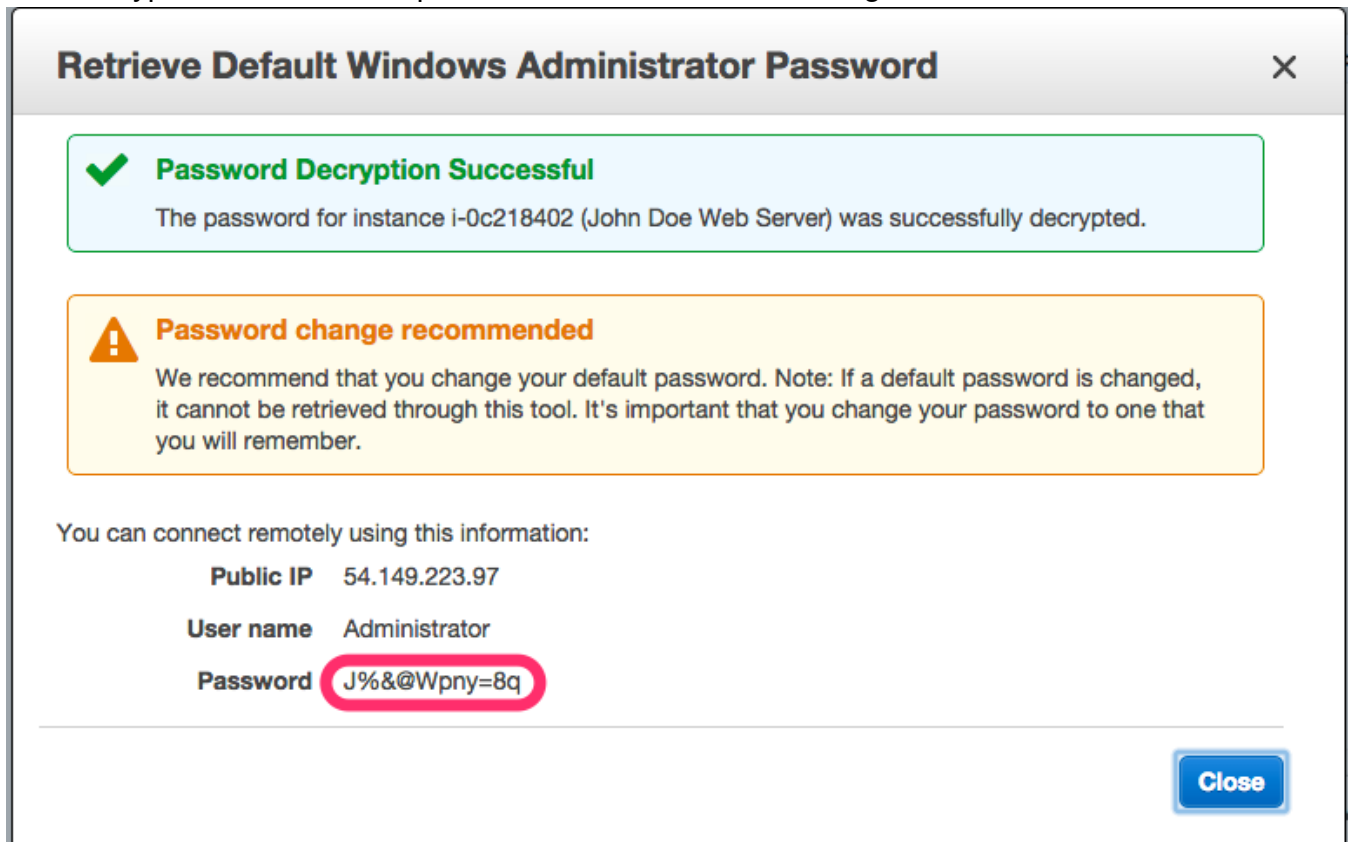 Retrieve Default Windows Administrator Password ×
Password Decryption Successful
The password for instance i-0c218402 (John Doe Web Server) was successfully decrypted.
Password change recommended
We recommend that you change your default password. Note: If a default password is changed,
it cannot be retrieved through this tool. It's important that you change your password to one that
you will remember.
You can connect remotely using this information:
Public IP 54.149.223.97
User name Administrator
Password J%&@Wpny=8q
Close